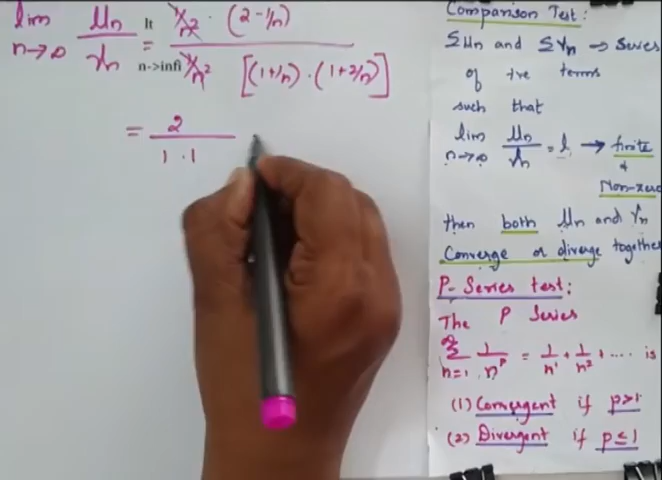 lim Un lt 1/n² · (2-1/n)
n→∞ Vn = n->infi 1/n² [(1+1/n) · (1+2/n)]
= 2
1 · 1
Comparison Test:
ΣUn and ΣVn → Series
of +ve terms
such that
lim Un = l → finite
n→∞ Vn &
Non-zero
then both Un and Vn
Converge or diverge together
P-Series test:
The P Series
∞ Σ n=1 1/n^P = 1/n¹ + 1/n² + .... is
(1) Convergent if p>1
(2) Divergent if p≤1